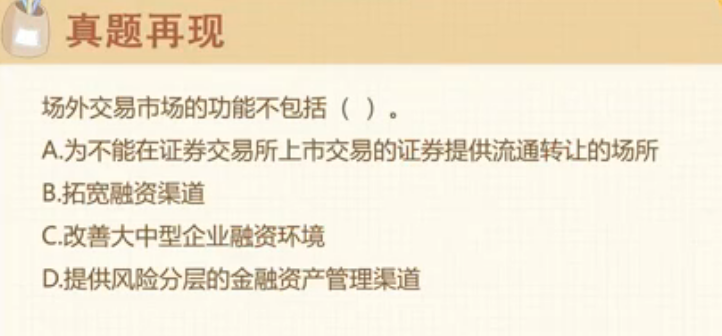 真题再现
场外交易市场的功能不包括（ ）。
A.为不能在证券交易所上市交易的证券提供流通转让的场所
B.拓宽融资渠道
C.改善大中型企业融资环境
D.提供风险分层的金融资产管理渠道